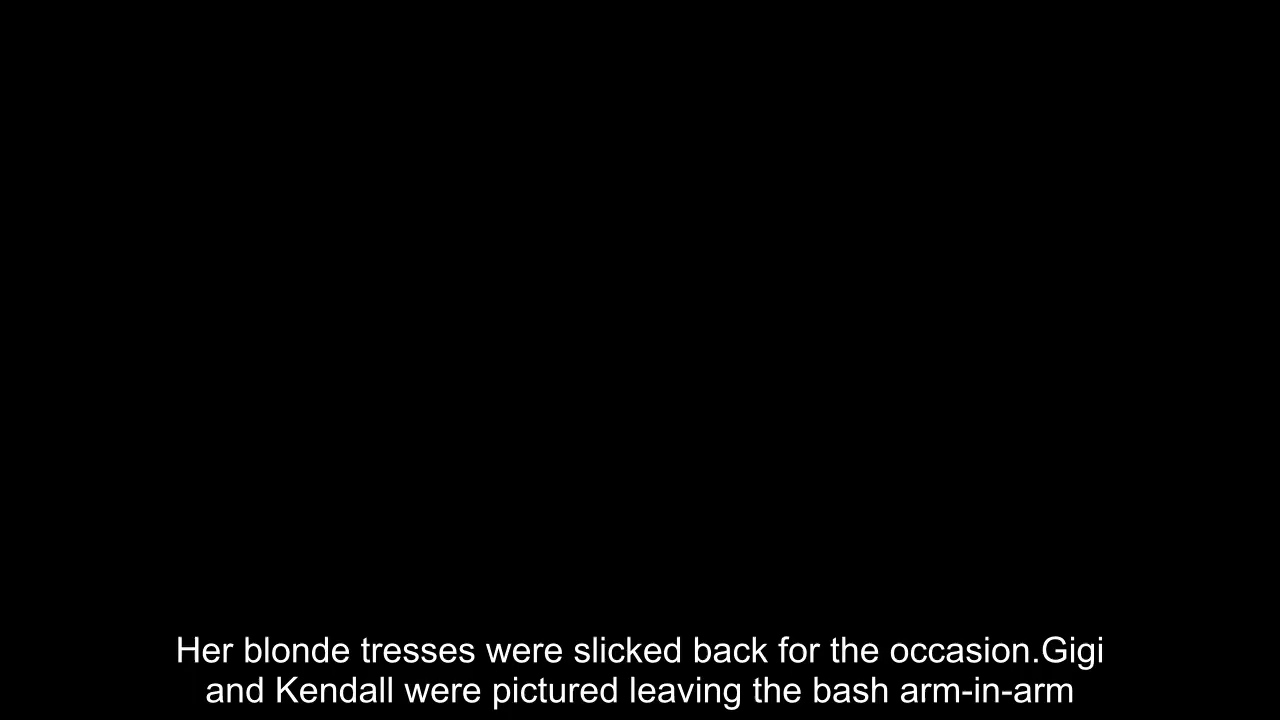 Her blonde tresses were slicked back for the occasion.Gigi
and Kendall were pictured leaving the bash arm-in-arm